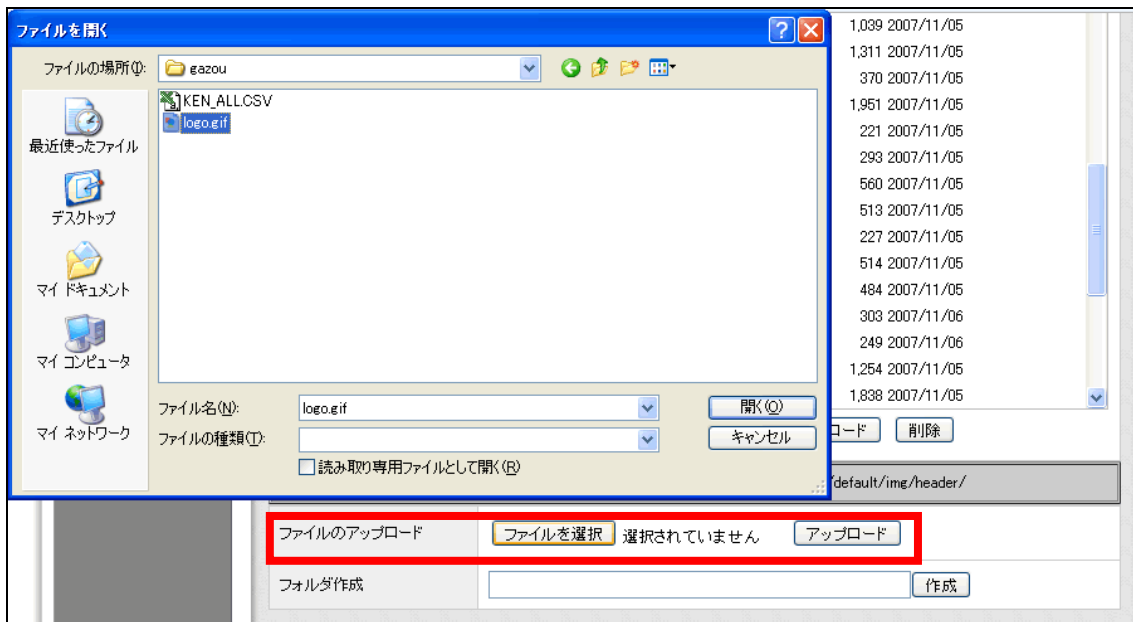 ファイルを開く
ファイルの場所(I):
gazou
KEN_ALL.CSV
logo.gif
最近使ったファイル
デスクトップ
マイ ドキュメント
マイ コンピュータ
マイ ネットワーク
ファイル名(N):
logo.gif
開く(O)
ファイルの種類(T):
キャンセル
読み取り専用ファイルとして開く(R)
1,039 2007/11/05
1,311 2007/11/05
370 2007/11/05
1,951 2007/11/05
221 2007/11/05
293 2007/11/05
560 2007/11/05
513 2007/11/05
227 2007/11/05
514 2007/11/05
484 2007/11/05
303 2007/11/06
249 2007/11/06
1,254 2007/11/05
1,838 2007/11/05
コード
削除
/default/img/header/
ファイルのアップロード
ファイルを選択 選択されていません
アップロード
フォルダ作成
作成